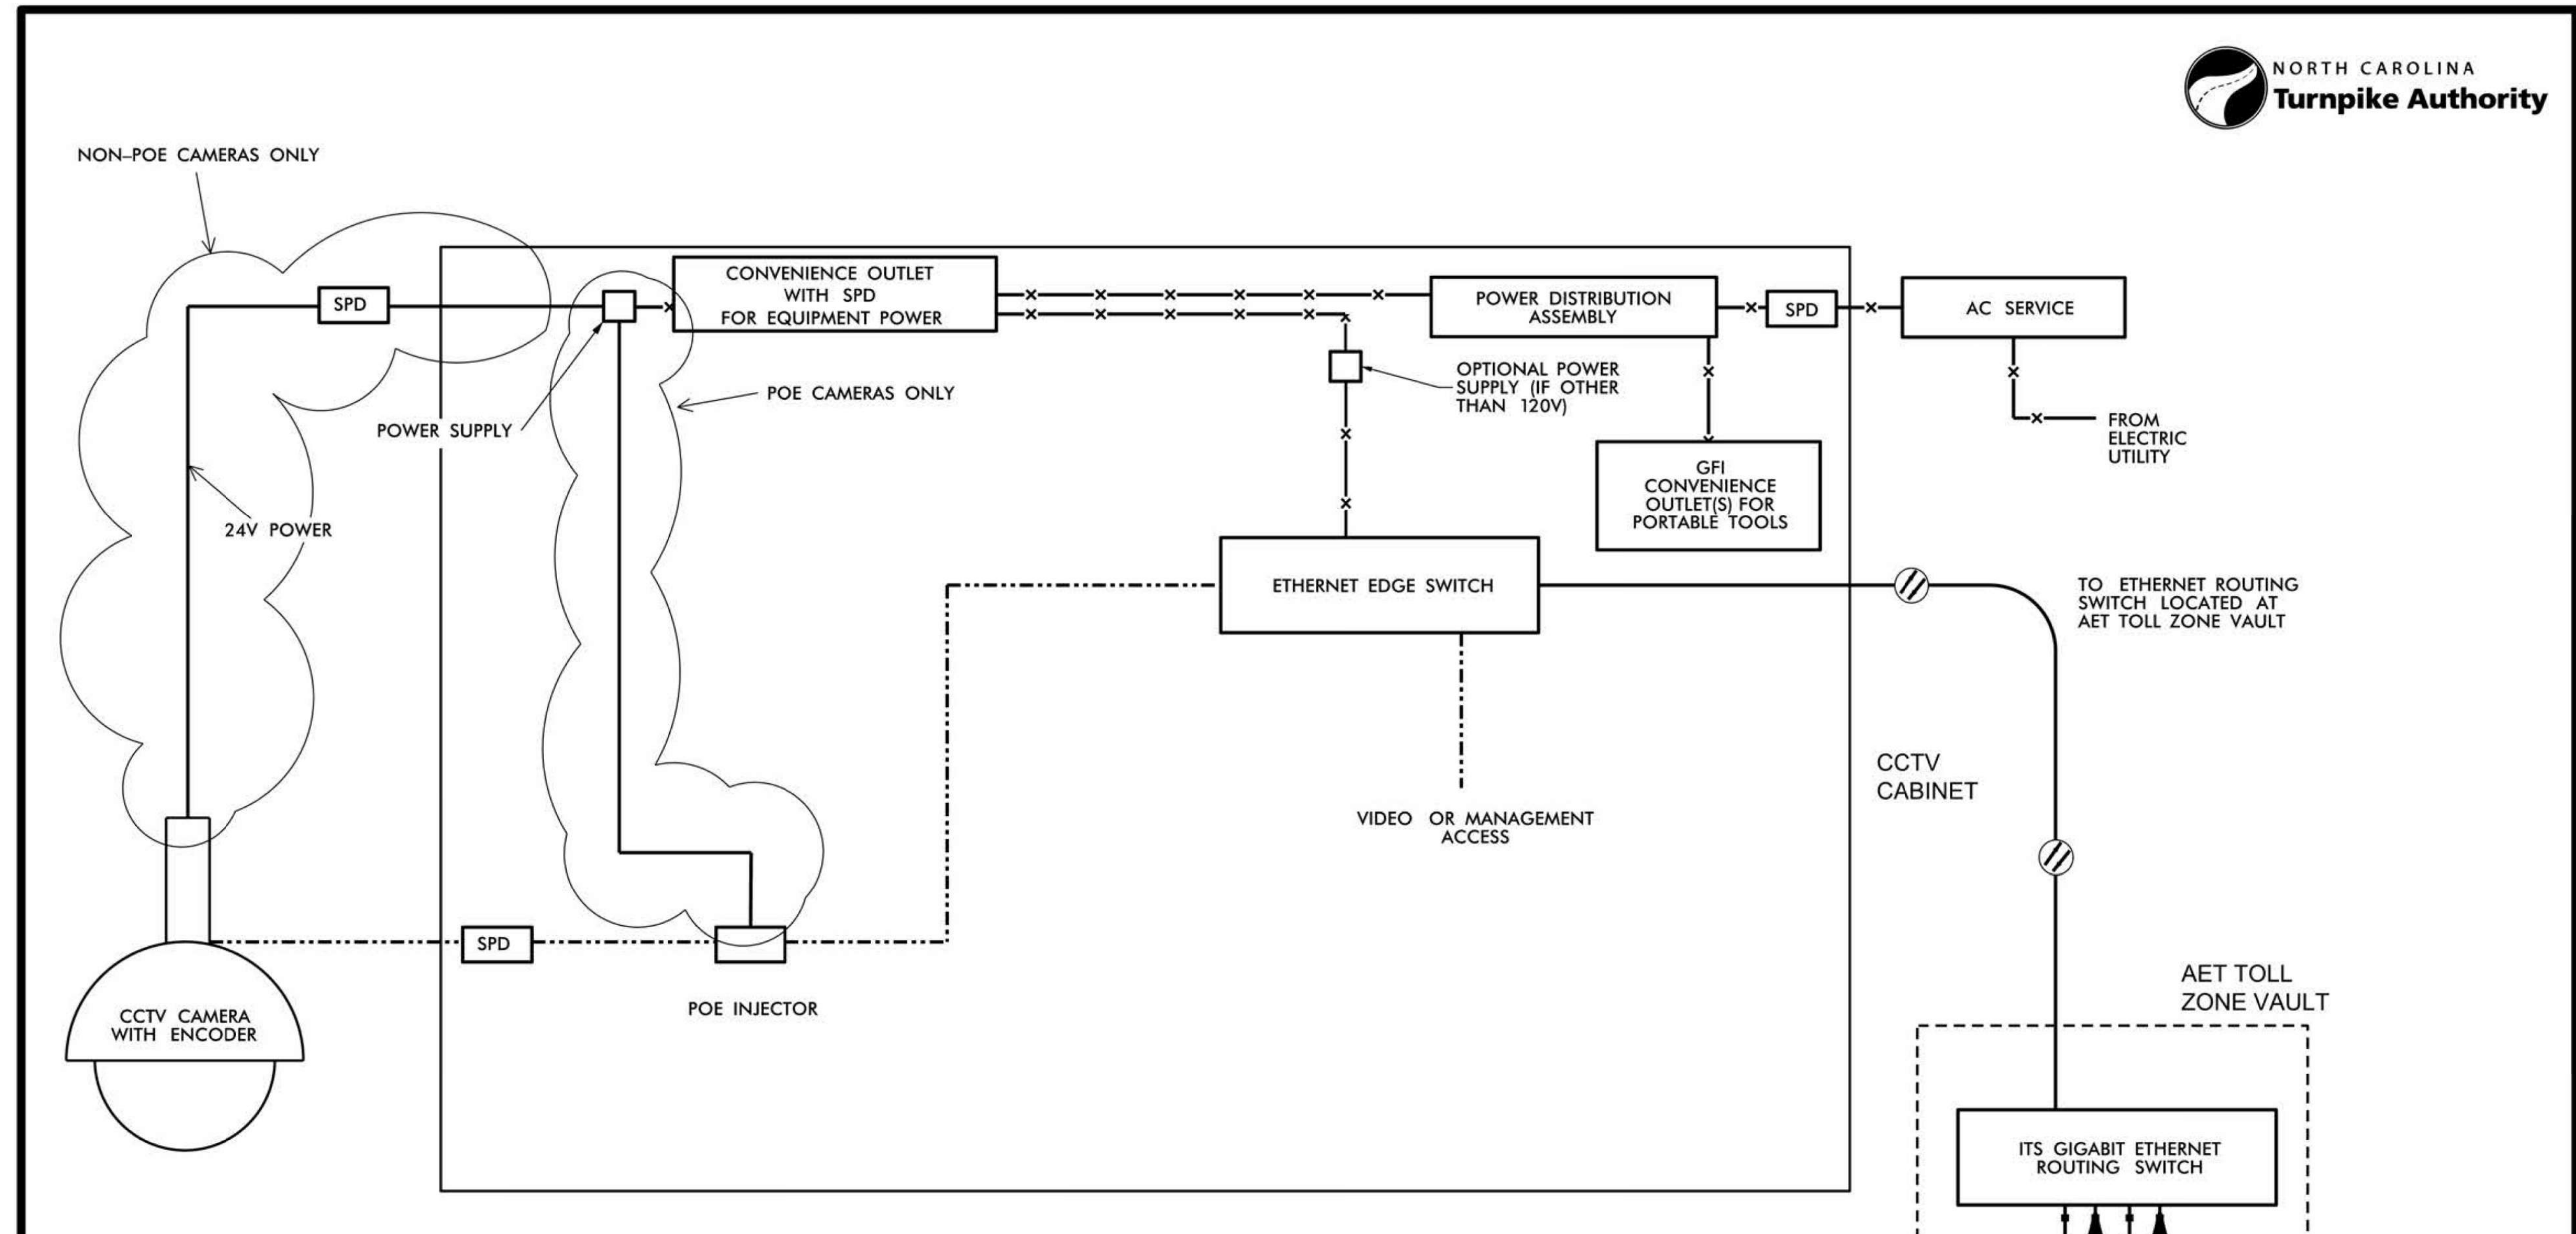 NORTH CAROLINA
Turnpike Authority
NON-POE CAMERAS ONLY
SPD
CONVENIENCE OUTLET
WITH SPD
FOR EQUIPMENT POWER
POWER DISTRIBUTION
ASSEMBLY
SPD
AC SERVICE
OPTIONAL POWER
SUPPLY (IF OTHER
THAN 120V)
POE CAMERAS ONLY
POWER SUPPLY
FROM
ELECTRIC
UTILITY
GFI
CONVENIENCE
OUTLET(S) FOR
PORTABLE TOOLS
24V POWER
ETHERNET EDGE SWITCH
TO ETHERNET ROUTING
SWITCH LOCATED AT
AET TOLL ZONE VAULT
CCTV
CABINET
VIDEO OR MANAGEMENT
ACCESS
SPD
POE INJECTOR
CCTV CAMERA
WITH ENCODER
AET TOLL
ZONE VAULT
ITS GIGABIT ETHERNET
ROUTING SWITCH